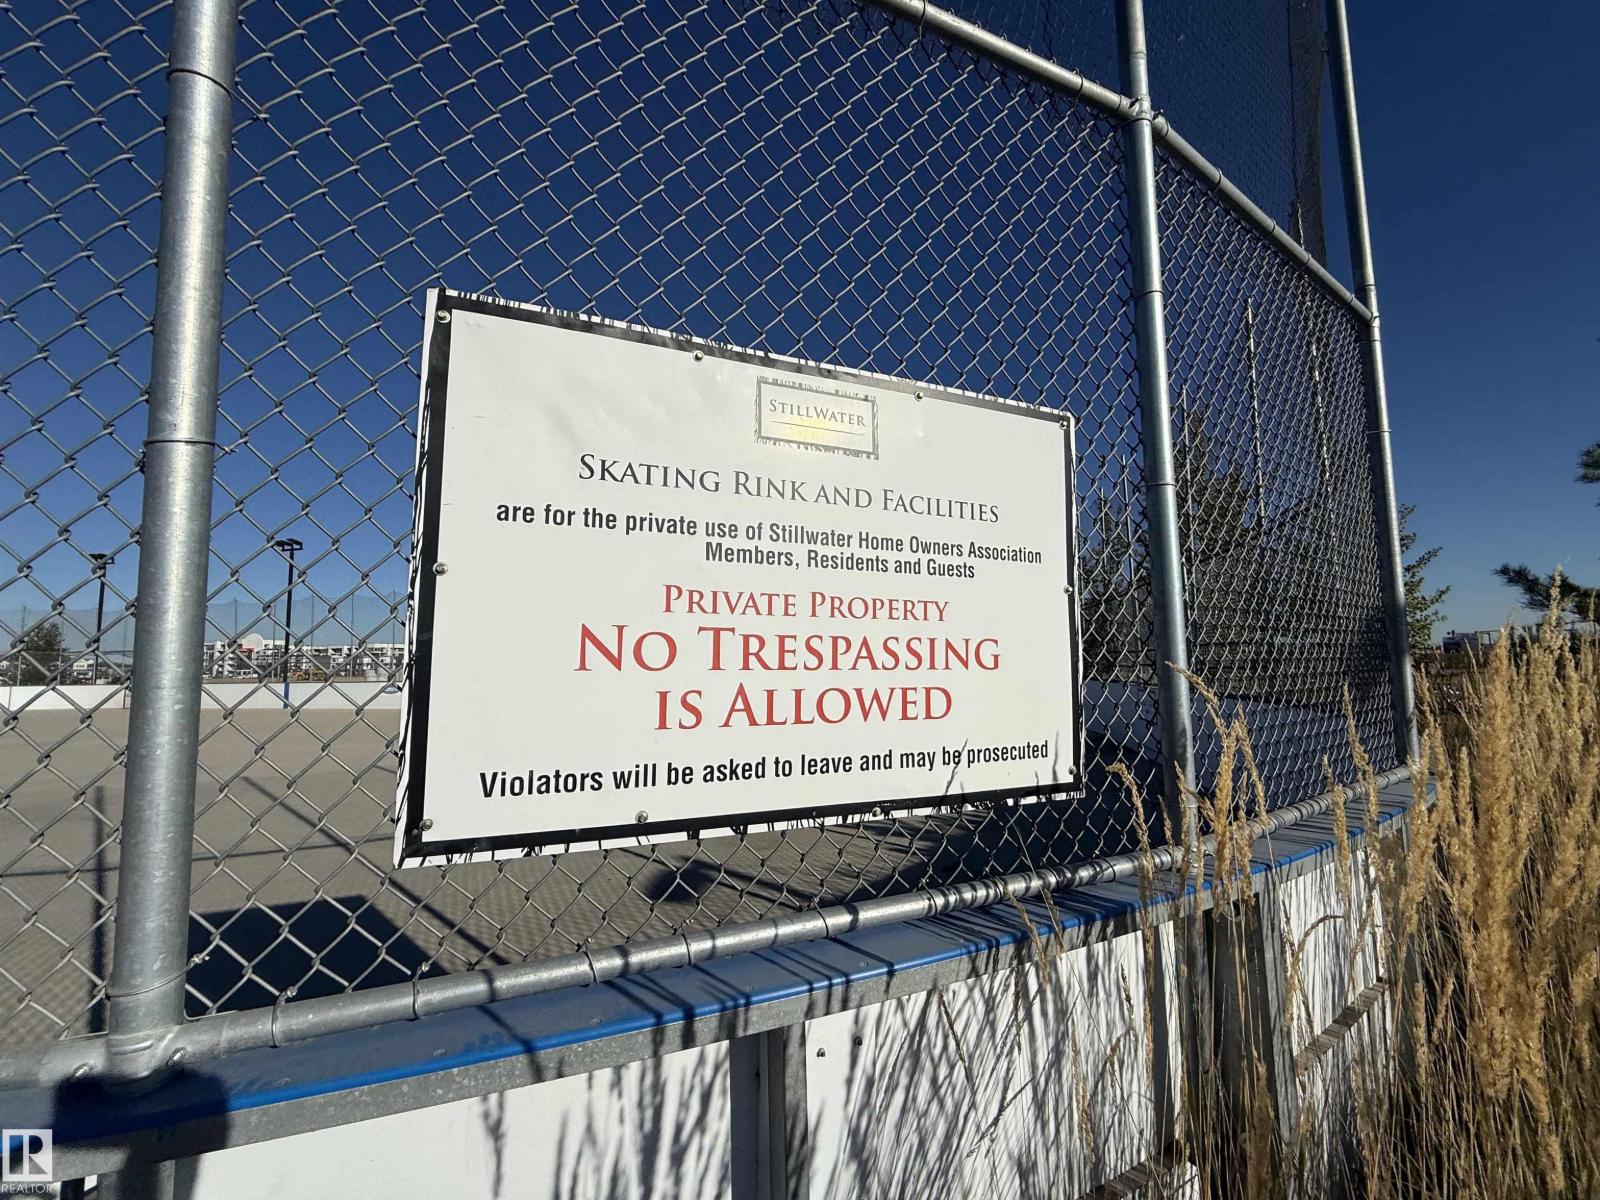 STILLWATER
SKATING RINK AND FACILITIES
are for the private use of Stillwater Home Owners Association
Members, Residents and Guests
PRIVATE PROPERTY
NO TRESPASSING
IS ALLOWED
Violators will be asked to leave and may be prosecuted
R
REALTOR